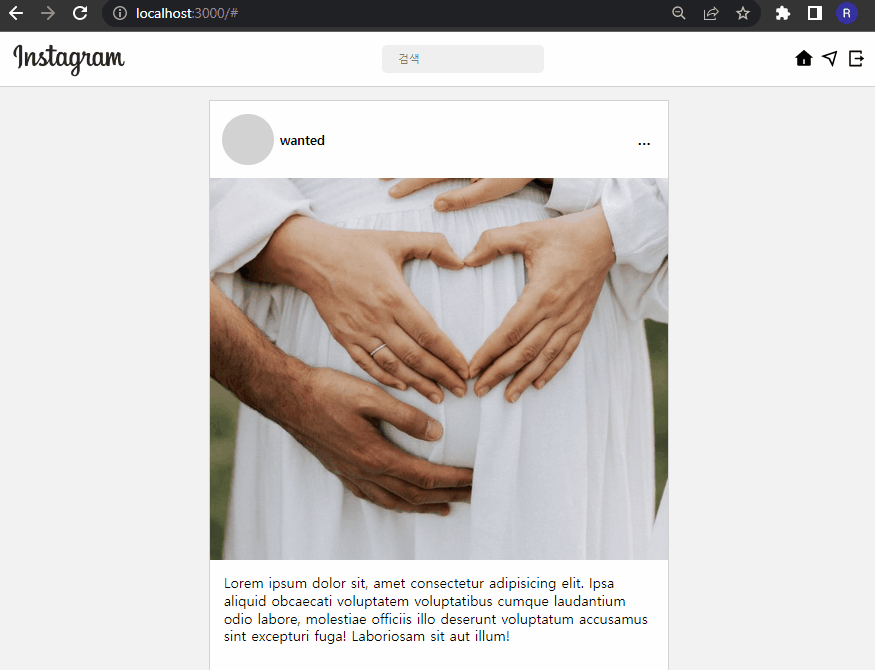 localhost:3000/#
R
Instagram
검색
wanted
...
Lorem ipsum dolor sit, amet consectetur adipisicing elit. Ipsa
aliquid obcaecati voluptatem voluptatibus cumque laudantium
odio labore, molestiae officiis illo deserunt voluptatum accusamus
sint excepturi fuga! Laboriosam sit aut illum!